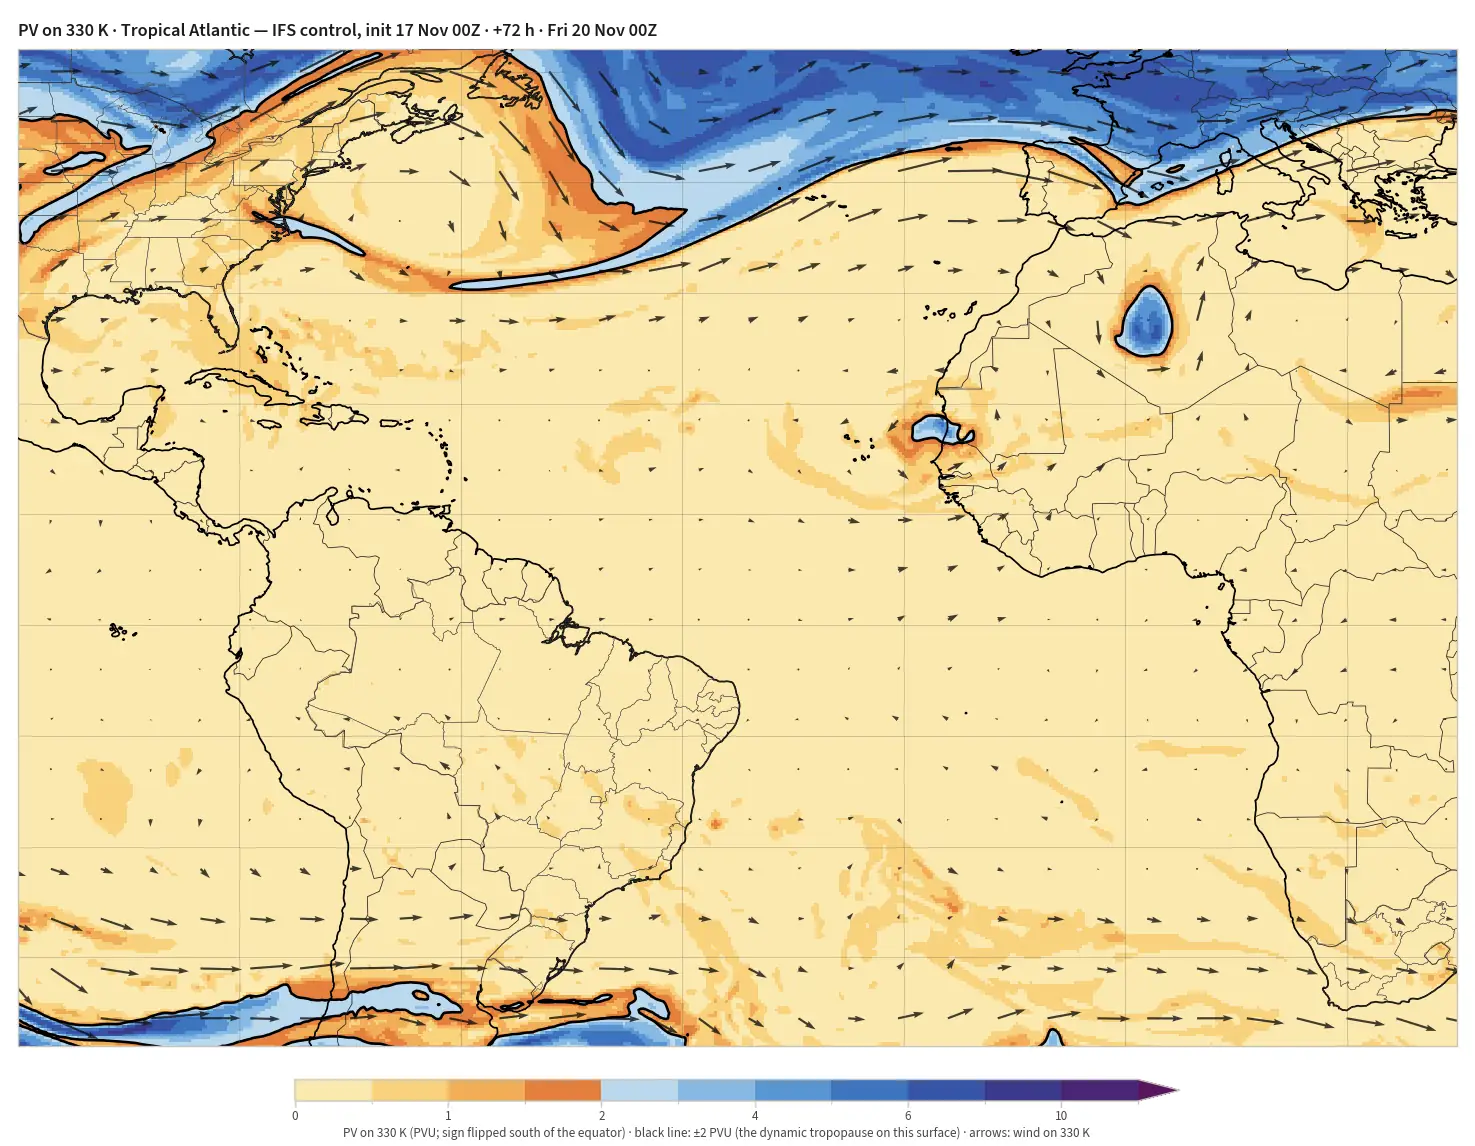 PV on 330 K · Tropical Atlantic — IFS control, init 17 Nov 00Z · +72 h · Fri 20 Nov 00Z
0 1 2 4 6 10
PV on 330 K (PVU; sign flipped south of the equator) · black line: ±2 PVU (the dynamic tropopause on this surface) · arrows: wind on 330 K